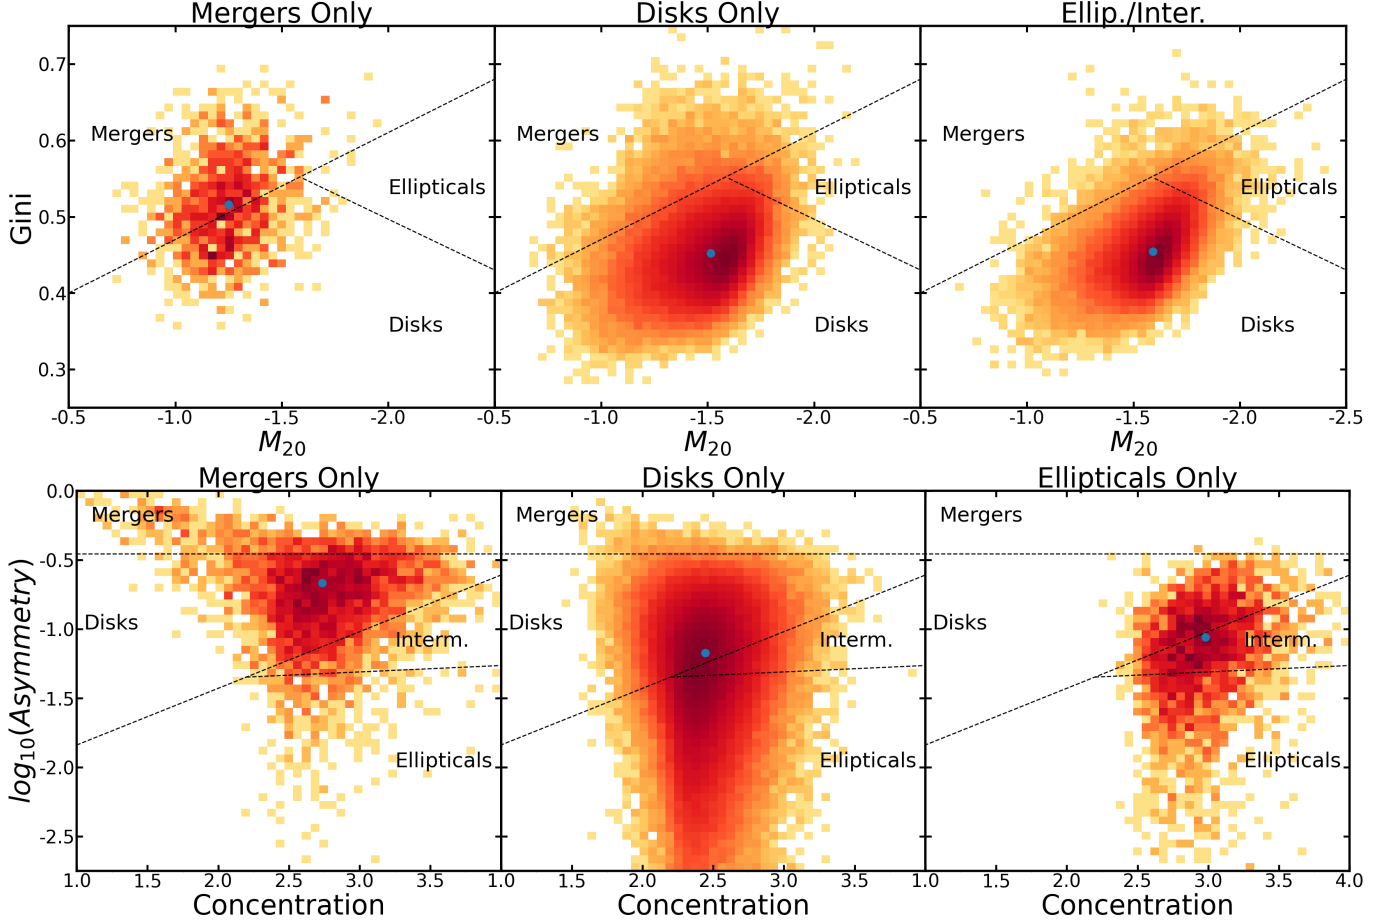 Mergers Only
Disks Only
Ellip./Inter.
Gini
0.7
0.6
0.5
0.4
0.3
Mergers
Ellipticals
Disks
Mergers
Ellipticals
Disks
Mergers
Ellipticals
Disks
-0.5
-1.0
-1.5
-2.0
-0.5
-1.0
-1.5
-2.0
-0.5
-1.0
-1.5
-2.0
-2.5
M20
M20
M20
Mergers Only
Disks Only
Ellipticals Only
log10(Asymmetry)
0.0
-0.5
-1.0
-1.5
-2.0
-2.5
Mergers
Disks
Interm.
Ellipticals
Mergers
Disks
Interm.
Ellipticals
Mergers
Disks
Interm.
Ellipticals
1.0
1.5
2.0
2.5
3.0
3.5
1.0
1.5
2.0
2.5
3.0
3.5
1.0
1.5
2.0
2.5
3.0
3.5
4.0
Concentration
Concentration
Concentration